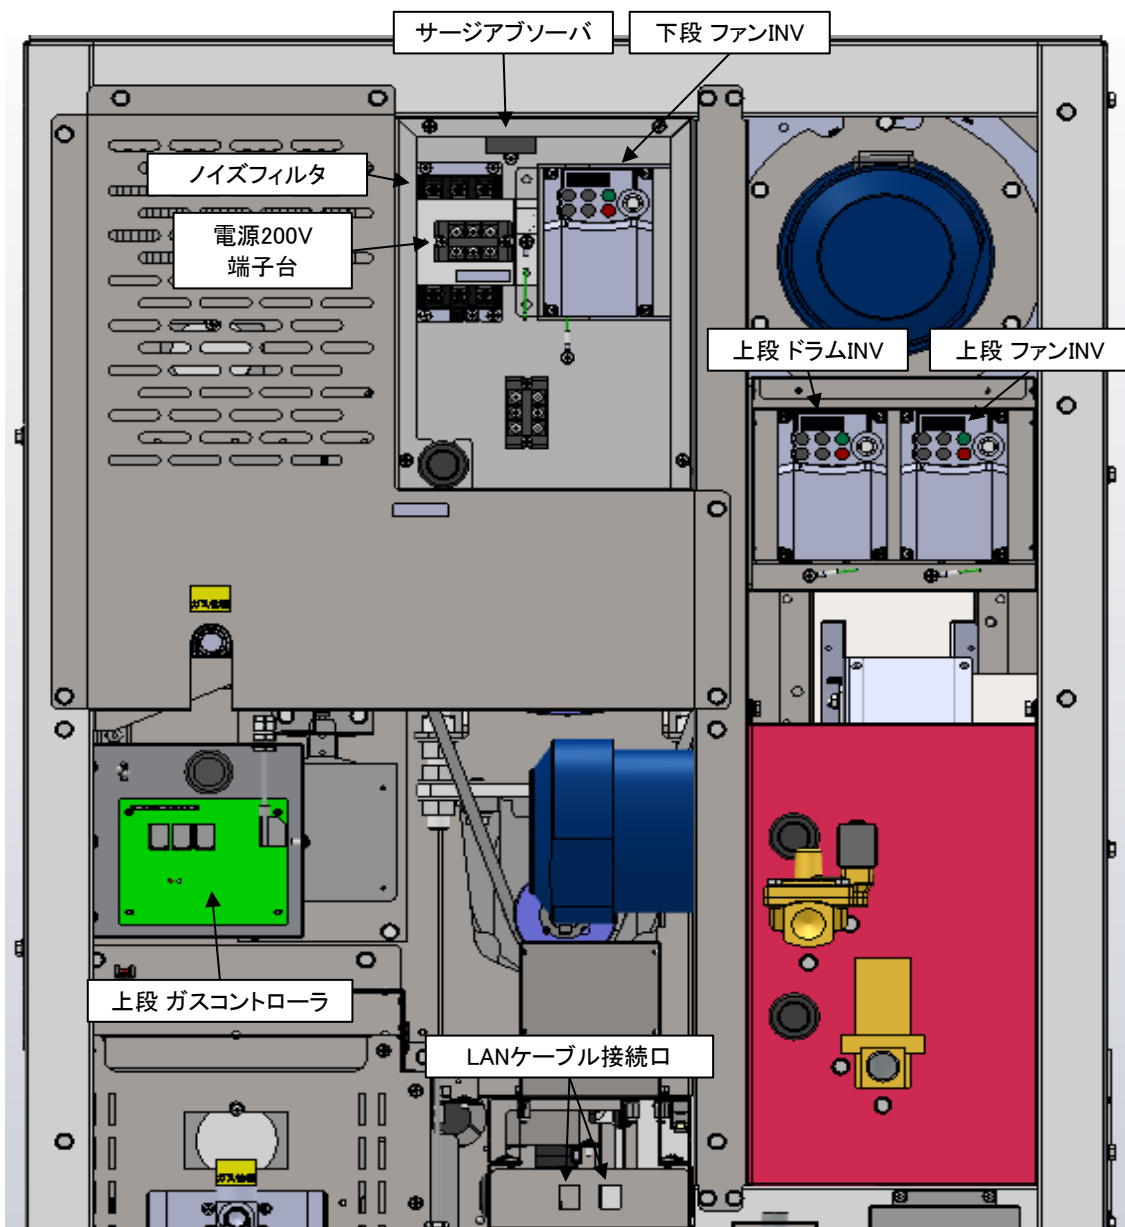 サージアブソーバ
下段 ファンINV
ノイズフィルタ
電源200V
端子台
上段 ドラムINV
上段 ファンINV
上段 ガスコントローラ
LANケーブル接続口